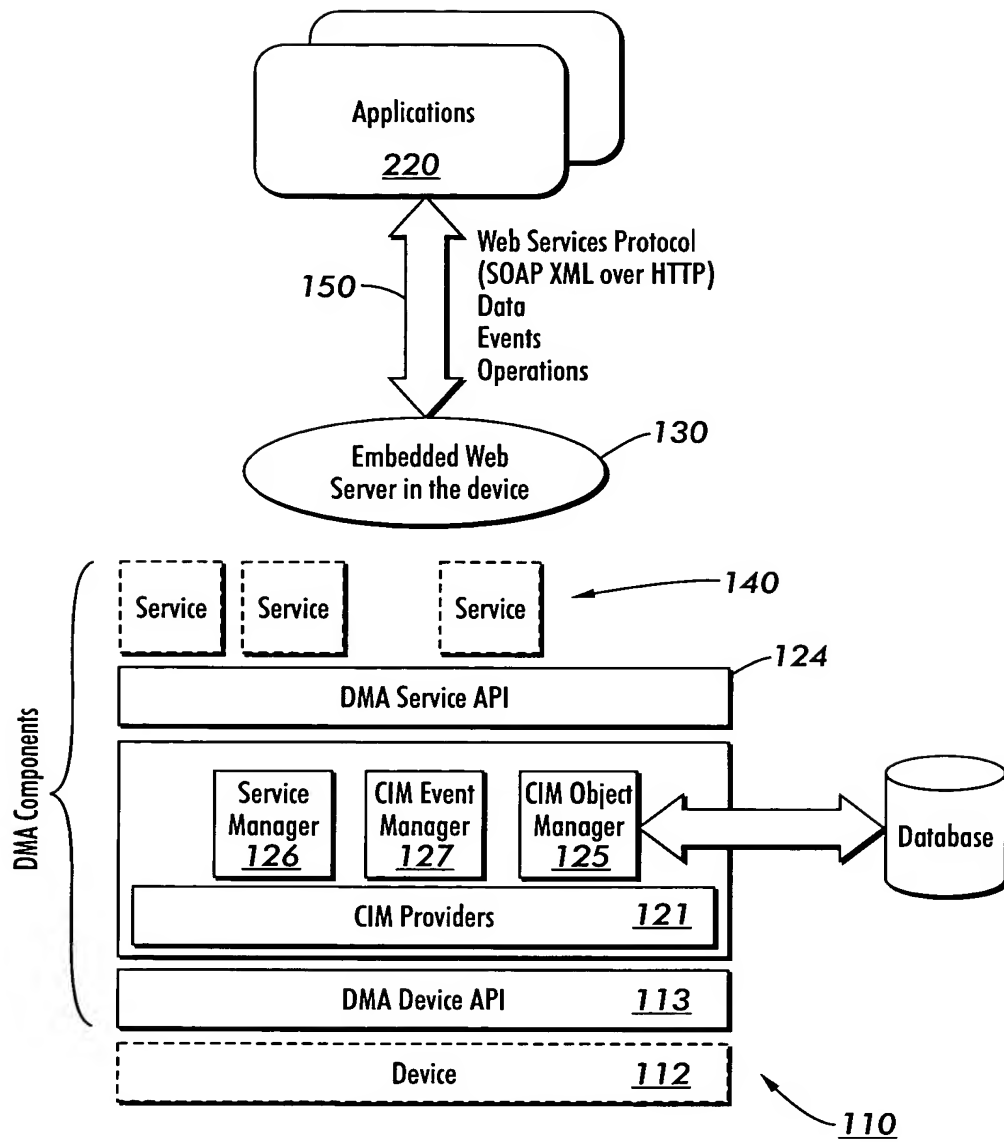 Applications
220
150
Web Services Protocol
(SOAP XML over HTTP)
Data
Events
Operations
Embedded Web
Server in the device
130
DMA Components
Service
Service
Service
140
DMA Service API
124
Service
Manager
126
CIM Event
Manager
127
CIM Object
Manager
125
Database
CIM Providers
121
DMA Device API
113
Device
112
110